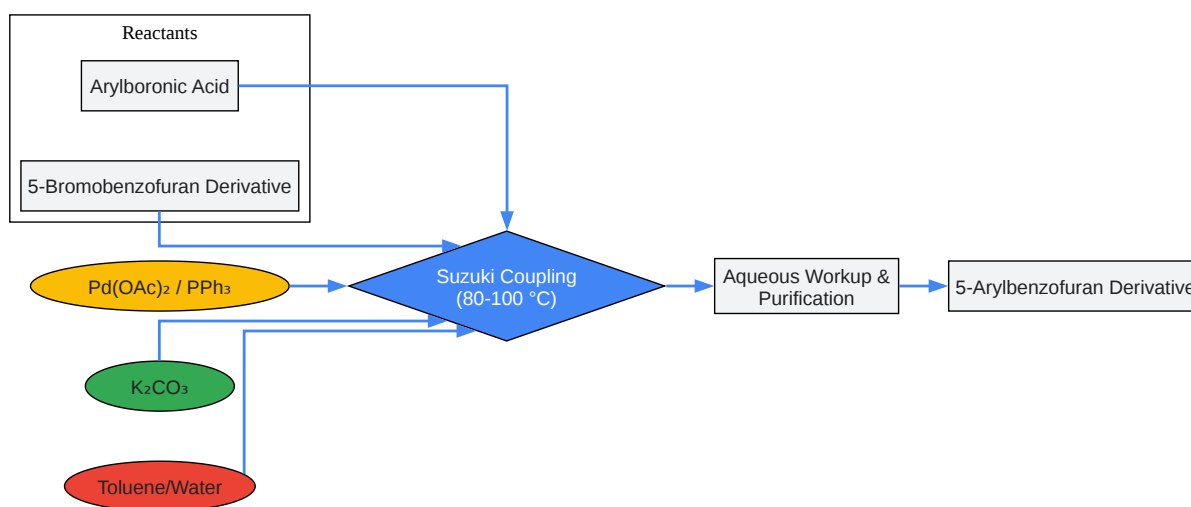 Reactants
Arylboronic Acid
5-Bromobenzofuran Derivative
Pd(OAc)₂ / PPh₃
K₂CO₃
Toluene/Water
Suzuki Coupling
(80-100 °C)
Aqueous Workup &
Purification
5-Arylbenzofuran Derivative